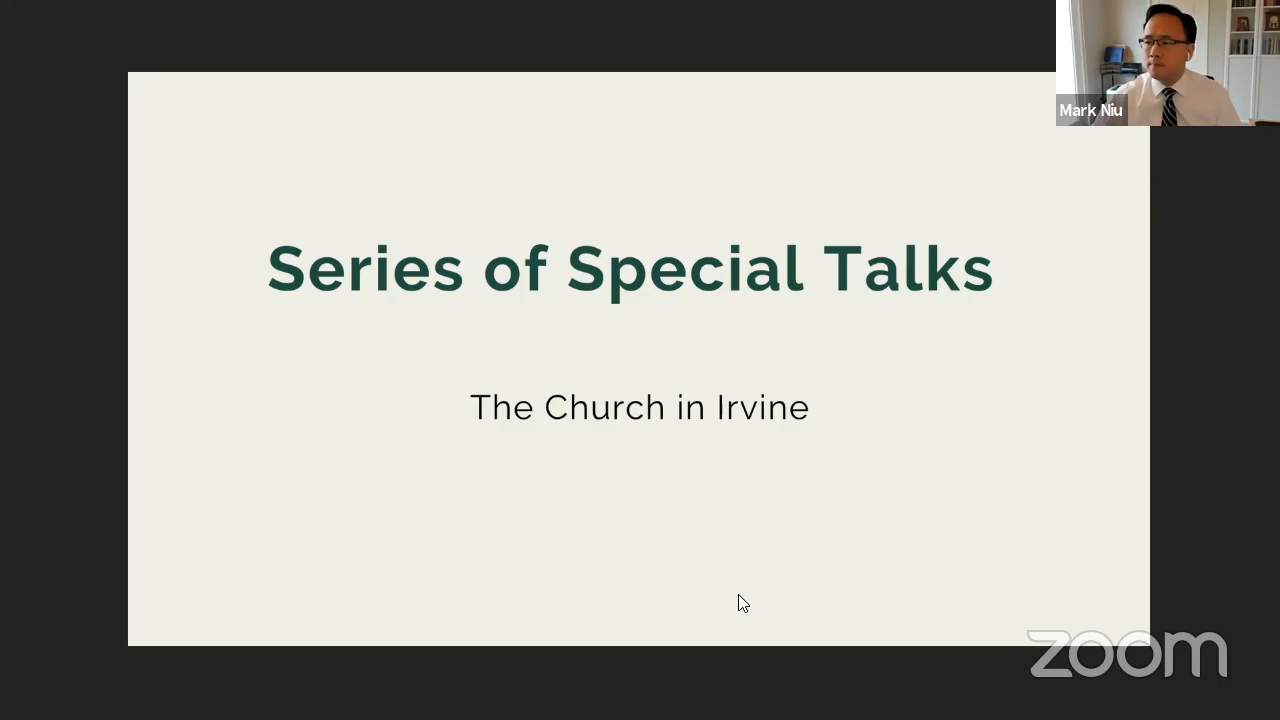 Mark Niu
Series of Special Talks
The Church in Irvine
zoom